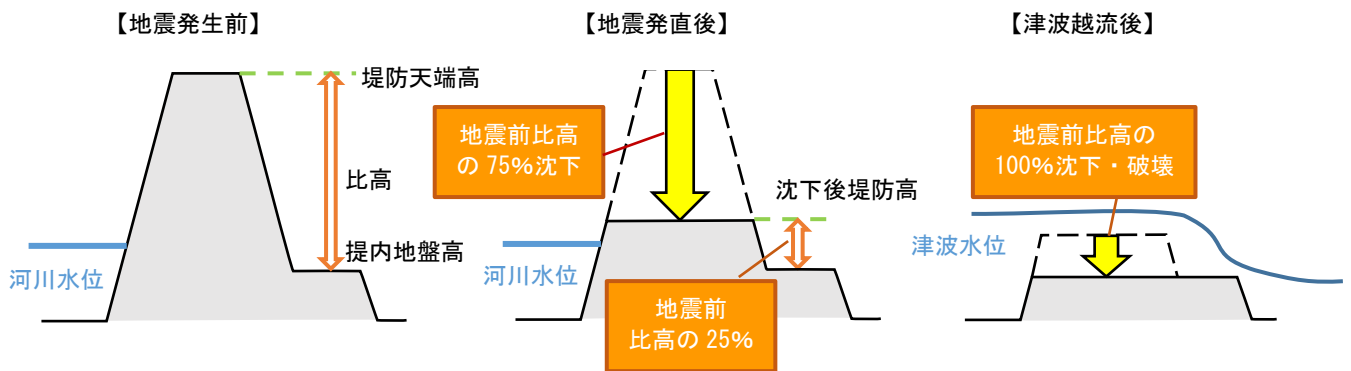 【地震発生前】
堤防天端高
比高
提内地盤高
河川水位
【地震発直後】
地震前比高
の 75%沈下
沈下後堤防高
河川水位
地震前
比高の 25%
【津波越流後】
地震前比高の
100%沈下・破壊
津波水位